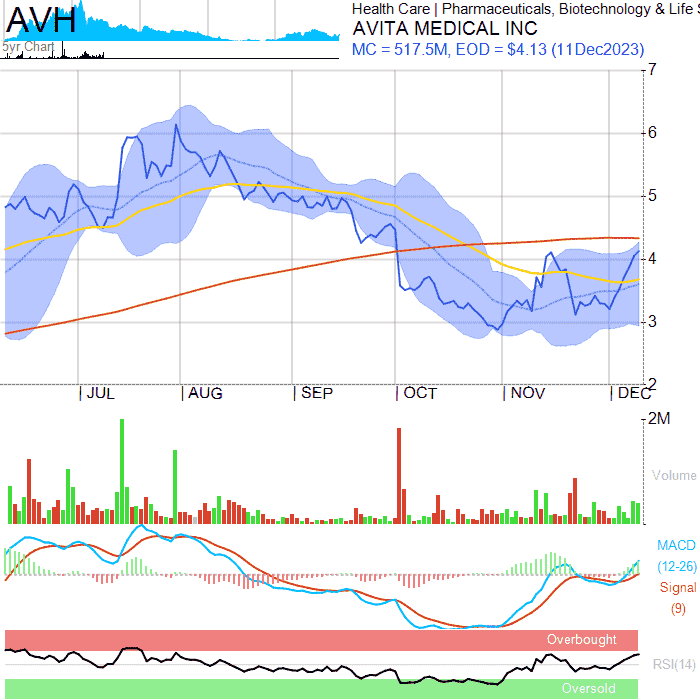 AVH
5yr Chart
Health Care | Pharmaceuticals, Biotechnology & Life S
AVITA MEDICAL INC
MC = 517.5M, EOD = $4.13 (11Dec2023)
7
6
5
4
3
2
JUL AUG SEP OCT NOV DEC
2M
Volume
MACD
(12-26)
Signal
(9)
Overbought
RSI(14)
Oversold